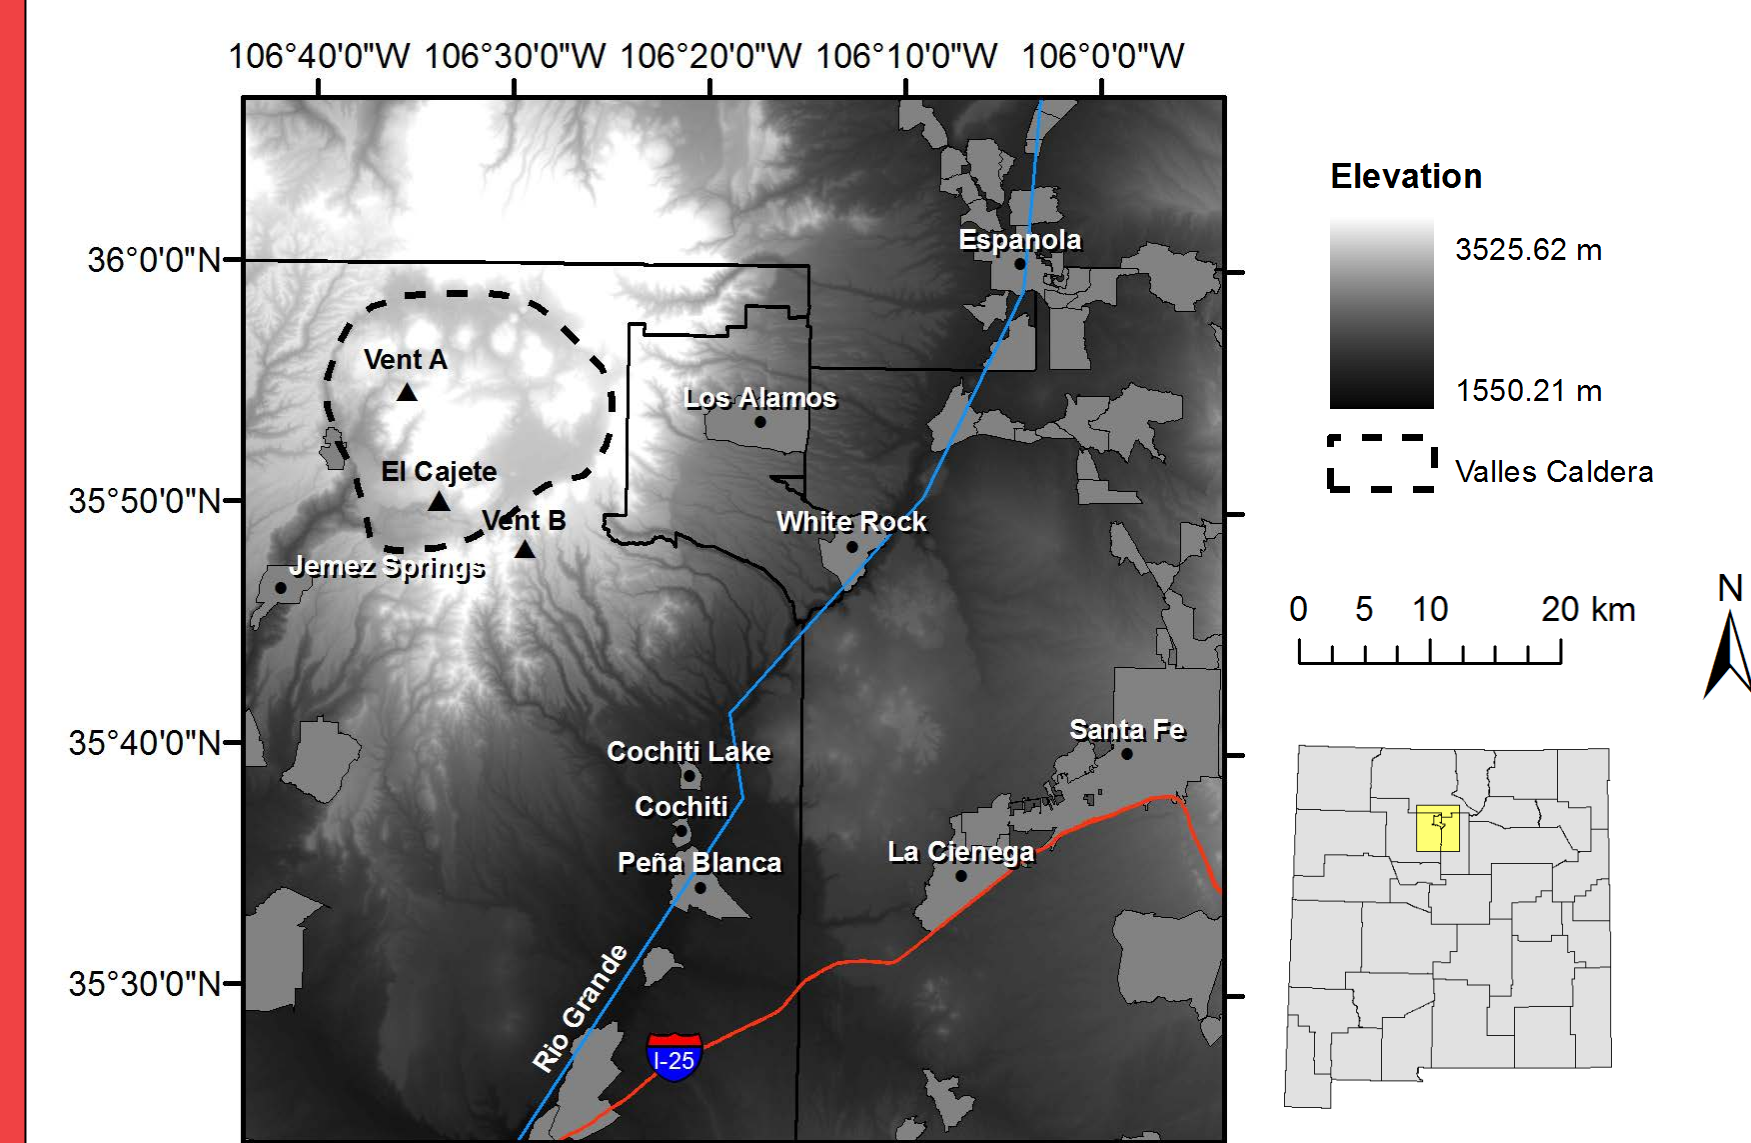 106°40'0"W 106°30'0"W 106°20'0"W 106°10'0"W 106°0'0"W
36°0'0"N
35°50'0"N
35°40'0"N
35°30'0"N
Espanola
Vent A
Los Alamos
El Cajete
Vent B
White Rock
Jemez Springs
Santa Fe
Cochiti Lake
Cochiti
La Cienega
Peña Blanca
Rio Grande
I-25
Elevation
3525.62 m
1550.21 m
Valles Caldera
N
0 5 10 20 km